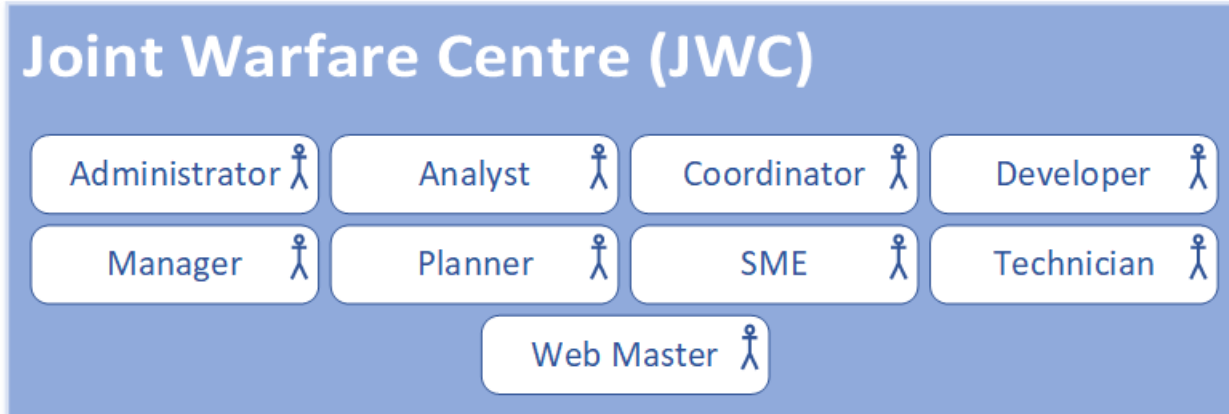 Joint Warfare Centre (JWC)
Administrator
Analyst
Coordinator
Developer
Manager
Planner
SME
Technician
Web Master